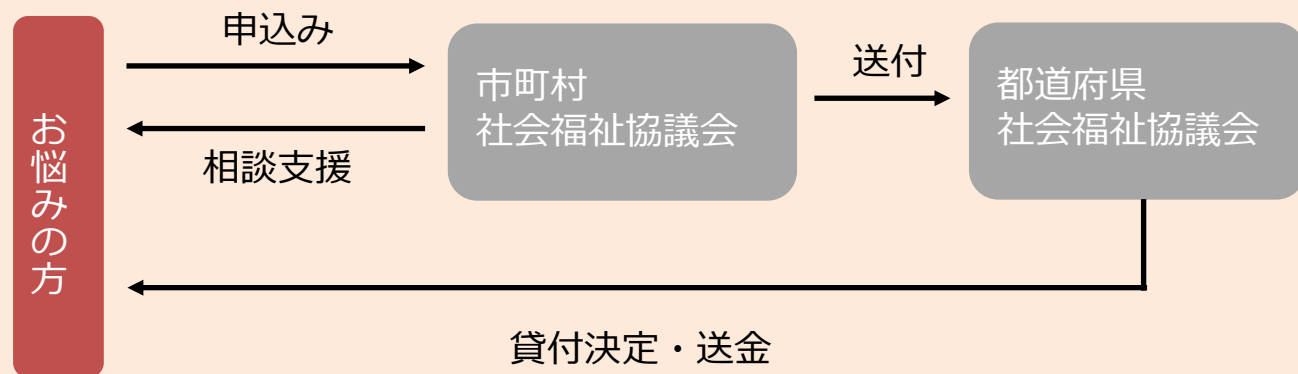 お悩みの方
申込み
相談支援
市町村
社会福祉協議会
送付
都道府県
社会福祉協議会
貸付決定・送金